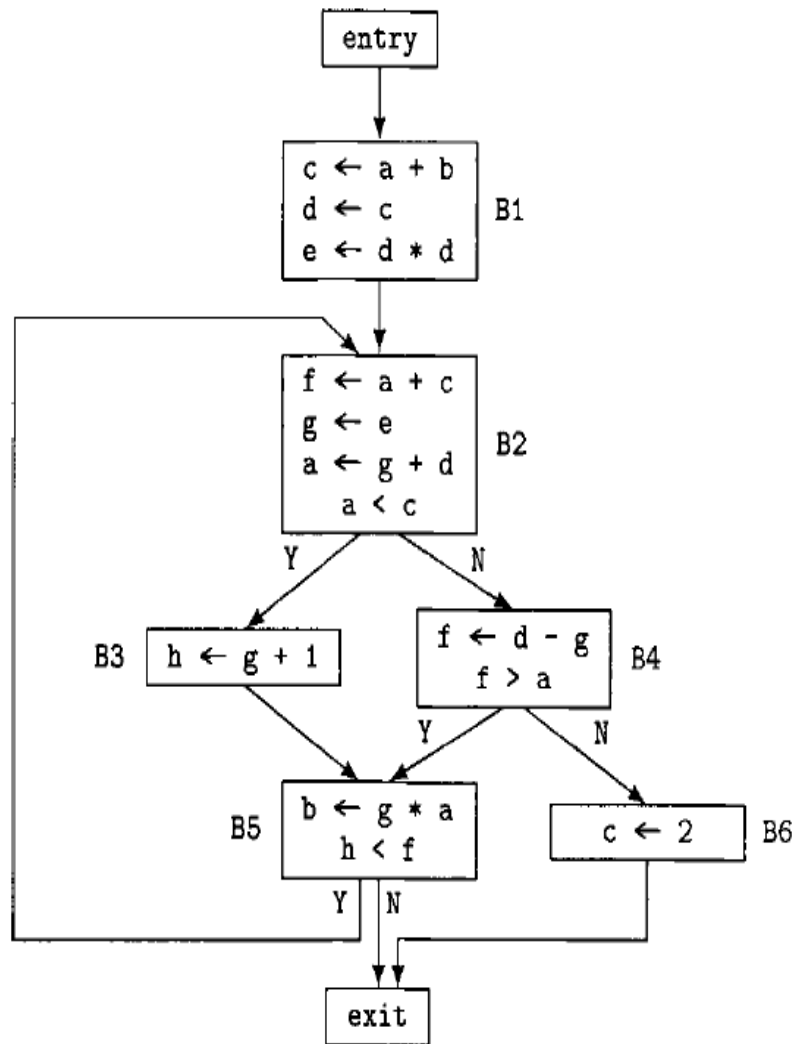 entry
c ← a + b
d ← c
e ← d * d
B1
f ← a + c
g ← e
a ← g + d
a < c
B2
Y
N
B3
h ← g + 1
f ← d - g
f > a
B4
Y
N
B5
b ← g * a
h < f
c ← 2
B6
Y
N
exit